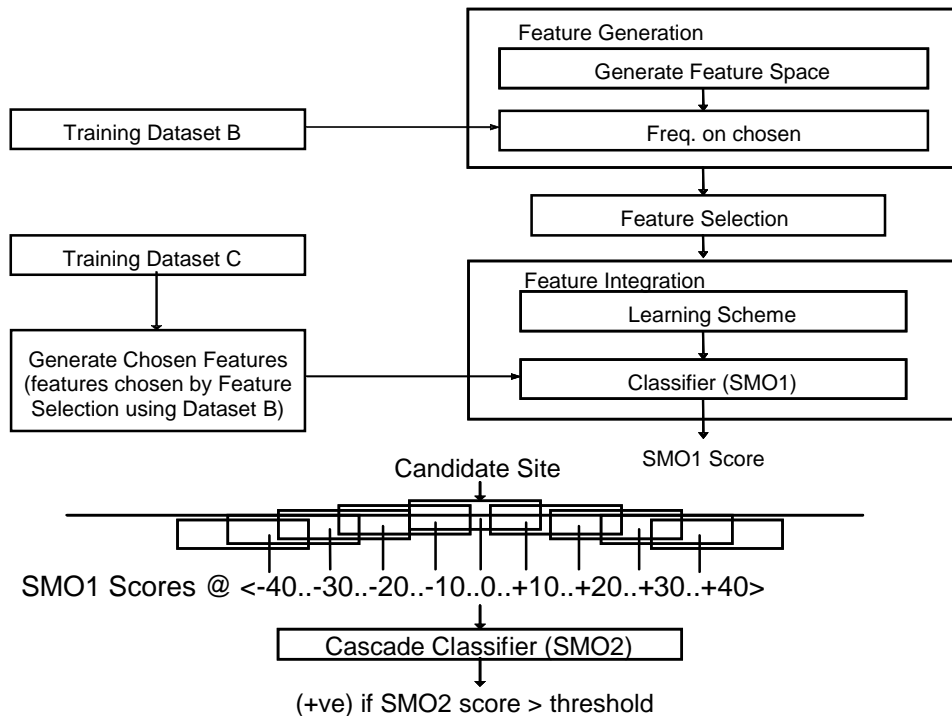 Feature Generation
Generate Feature Space
Training Dataset B
Freq. on chosen
Feature Selection
Training Dataset C
Feature Integration
Learning Scheme
Generate Chosen Features
(features chosen by Feature
Selection using Dataset B)
Classifier (SMO1)
SMO1 Score
Candidate Site
SMO1 Scores @ <-40..-30..-20..-10..0..+10..+20..+30..+40>
Cascade Classifier (SMO2)
(+ve) if SMO2 score > threshold